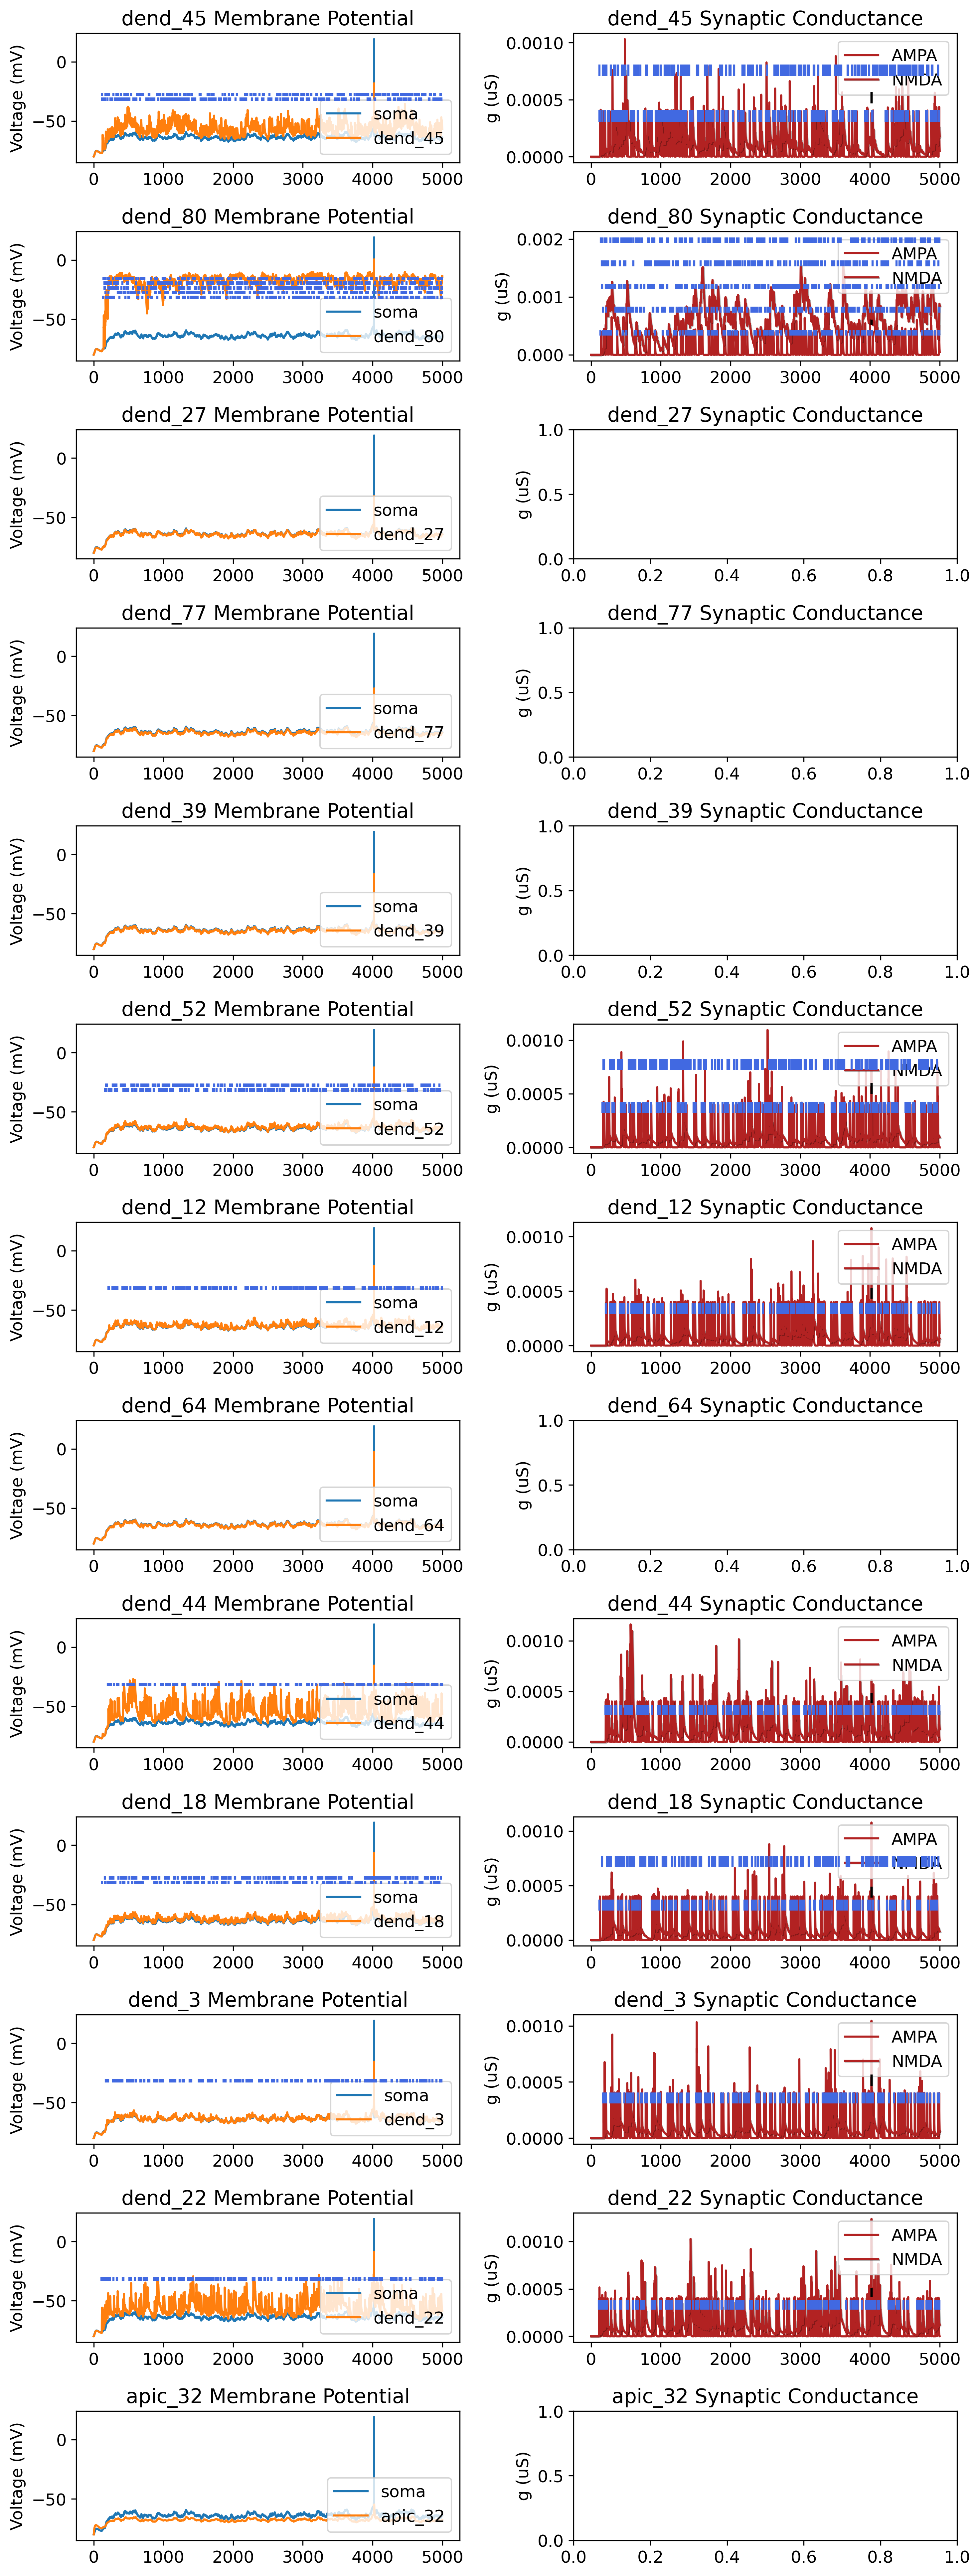 dend_45 Membrane Potential
dend_45 Synaptic Conductance
Voltage (mV)
0
−50
soma
dend_45
0 1000 2000 3000 4000 5000
g (uS)
0.0010
0.0005
0.0000
AMPA
NMDA
0 1000 2000 3000 4000 5000
dend_80 Membrane Potential
dend_80 Synaptic Conductance
Voltage (mV)
0
−50
soma
dend_80
0 1000 2000 3000 4000 5000
g (uS)
0.002
0.001
0.000
AMPA
NMDA
0 1000 2000 3000 4000 5000
dend_27 Membrane Potential
dend_27 Synaptic Conductance
Voltage (mV)
0
−50
soma
dend_27
0 1000 2000 3000 4000 5000
g (uS)
1.0
0.5
0.0
0.0 0.2 0.4 0.6 0.8 1.0
dend_77 Membrane Potential
dend_77 Synaptic Conductance
Voltage (mV)
0
−50
soma
dend_77
0 1000 2000 3000 4000 5000
g (uS)
1.0
0.5
0.0
0.0 0.2 0.4 0.6 0.8 1.0
dend_39 Membrane Potential
dend_39 Synaptic Conductance
Voltage (mV)
0
−50
soma
dend_39
0 1000 2000 3000 4000 5000
g (uS)
1.0
0.5
0.0
0.0 0.2 0.4 0.6 0.8 1.0
dend_52 Membrane Potential
dend_52 Synaptic Conductance
Voltage (mV)
0
−50
soma
dend_52
0 1000 2000 3000 4000 5000
g (uS)
0.0010
0.0005
0.0000
AMPA
NMDA
0 1000 2000 3000 4000 5000
dend_12 Membrane Potential
dend_12 Synaptic Conductance
Voltage (mV)
0
−50
soma
dend_12
0 1000 2000 3000 4000 5000
g (uS)
0.0010
0.0005
0.0000
AMPA
NMDA
0 1000 2000 3000 4000 5000
dend_64 Membrane Potential
dend_64 Synaptic Conductance
Voltage (mV)
0
−50
soma
dend_64
0 1000 2000 3000 4000 5000
g (uS)
1.0
0.5
0.0
0.0 0.2 0.4 0.6 0.8 1.0
dend_44 Membrane Potential
dend_44 Synaptic Conductance
Voltage (mV)
0
−50
soma
dend_44
0 1000 2000 3000 4000 5000
g (uS)
0.0010
0.0005
0.0000
AMPA
NMDA
0 1000 2000 3000 4000 5000
dend_18 Membrane Potential
dend_18 Synaptic Conductance
Voltage (mV)
0
−50
soma
dend_18
0 1000 2000 3000 4000 5000
g (uS)
0.0010
0.0005
0.0000
AMPA
NMDA
0 1000 2000 3000 4000 5000
dend_3 Membrane Potential
dend_3 Synaptic Conductance
Voltage (mV)
0
−50
soma
dend_3
0 1000 2000 3000 4000 5000
g (uS)
0.0010
0.0005
0.0000
AMPA
NMDA
0 1000 2000 3000 4000 5000
dend_22 Membrane Potential
dend_22 Synaptic Conductance
Voltage (mV)
0
−50
soma
dend_22
0 1000 2000 3000 4000 5000
g (uS)
0.0010
0.0005
0.0000
AMPA
NMDA
0 1000 2000 3000 4000 5000
apic_32 Membrane Potential
apic_32 Synaptic Conductance
Voltage (mV)
0
−50
soma
apic_32
0 1000 2000 3000 4000 5000
g (uS)
1.0
0.5
0.0
0.0 0.2 0.4 0.6 0.8 1.0